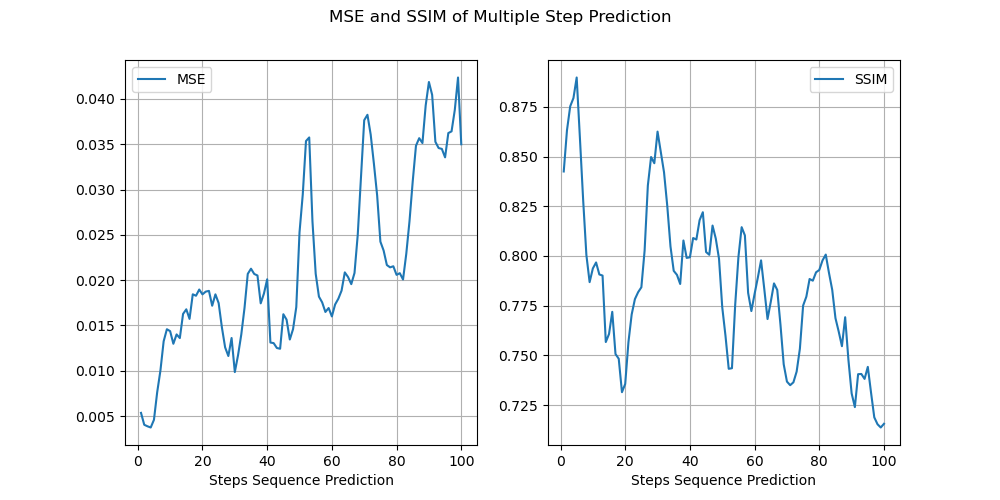 MSE and SSIM of Multiple Step Prediction
MSE
0.040
0.035
0.030
0.025
0.020
0.015
0.010
0.005
0 20 40 60 80 100
Steps Sequence Prediction
SSIM
0.875
0.850
0.825
0.800
0.775
0.750
0.725
0 20 40 60 80 100
Steps Sequence Prediction